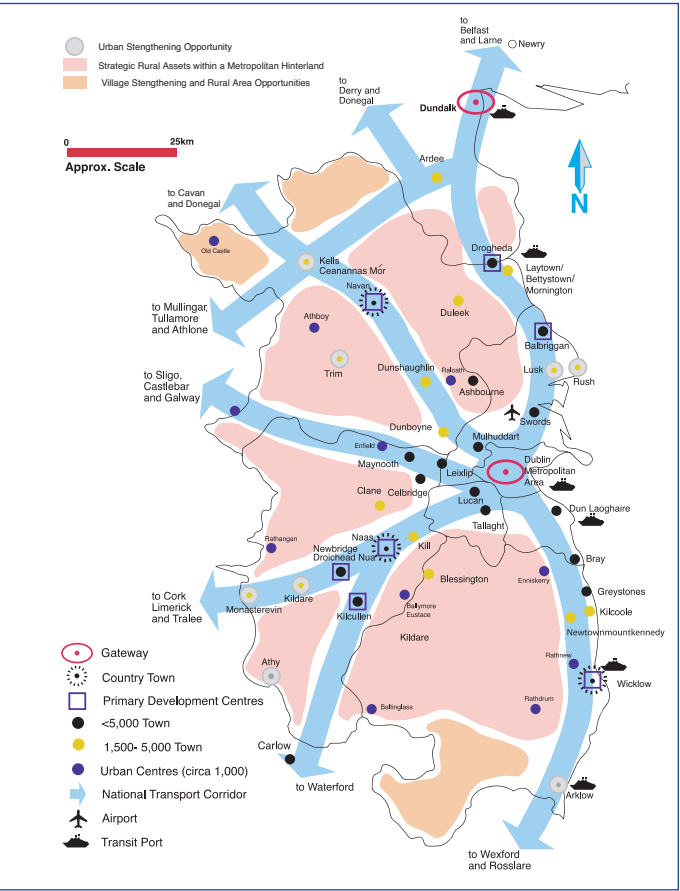 to
Belfast
and Larne
Newry
Urban Stengthening Opportunity
Strategic Rural Assets within a Metropolitan Hinterland
Village Stengthening and Rural Area Opportunities
to
Derry and
Donegal
Dundalk
0
25km
Approx. Scale
Ardee
N
to Cavan
and Donegal
Old Castle
Kells
Ceanannas Mór
Navan
Drogheda
Laytown/
Bettystown/
Mornington
to Mullingar,
Tullamore
and Athlone
Athboy
Duleek
Balbriggan
Trim
Dunshaughlin
Raloath
Ashbourne
Lusk
Rush
to Sligo,
Castlebar
and Galway
Swords
Dunboyne
Mulhuddart
Enfield
Maynooth
Leixlip
Dublin
Metropolitan
Area
Clane
Celbridge
Lucan
Tallaght
Dun Laoghaire
Rathangan
Naas
Kill
Newbridge
Droichead Nua
Bray
Blessington
Enniskerry
Greystones
to Cork
Limerick
and Tralee
Monasterevin
Kildare
Kilcullen
Ballymore
Eustace
Kilcoole
Newtownmountkennedy
Kildare
Athy
Rathnew
Wicklow
Baltinglass
Rathdrum
Carlow
to Waterford
Arklow
to Wexford
and Rosslare
Gateway
Country Town
Primary Development Centres
<5,000 Town
1,500- 5,000 Town
Urban Centres (circa 1,000)
National Transport Corridor
Airport
Transit Port